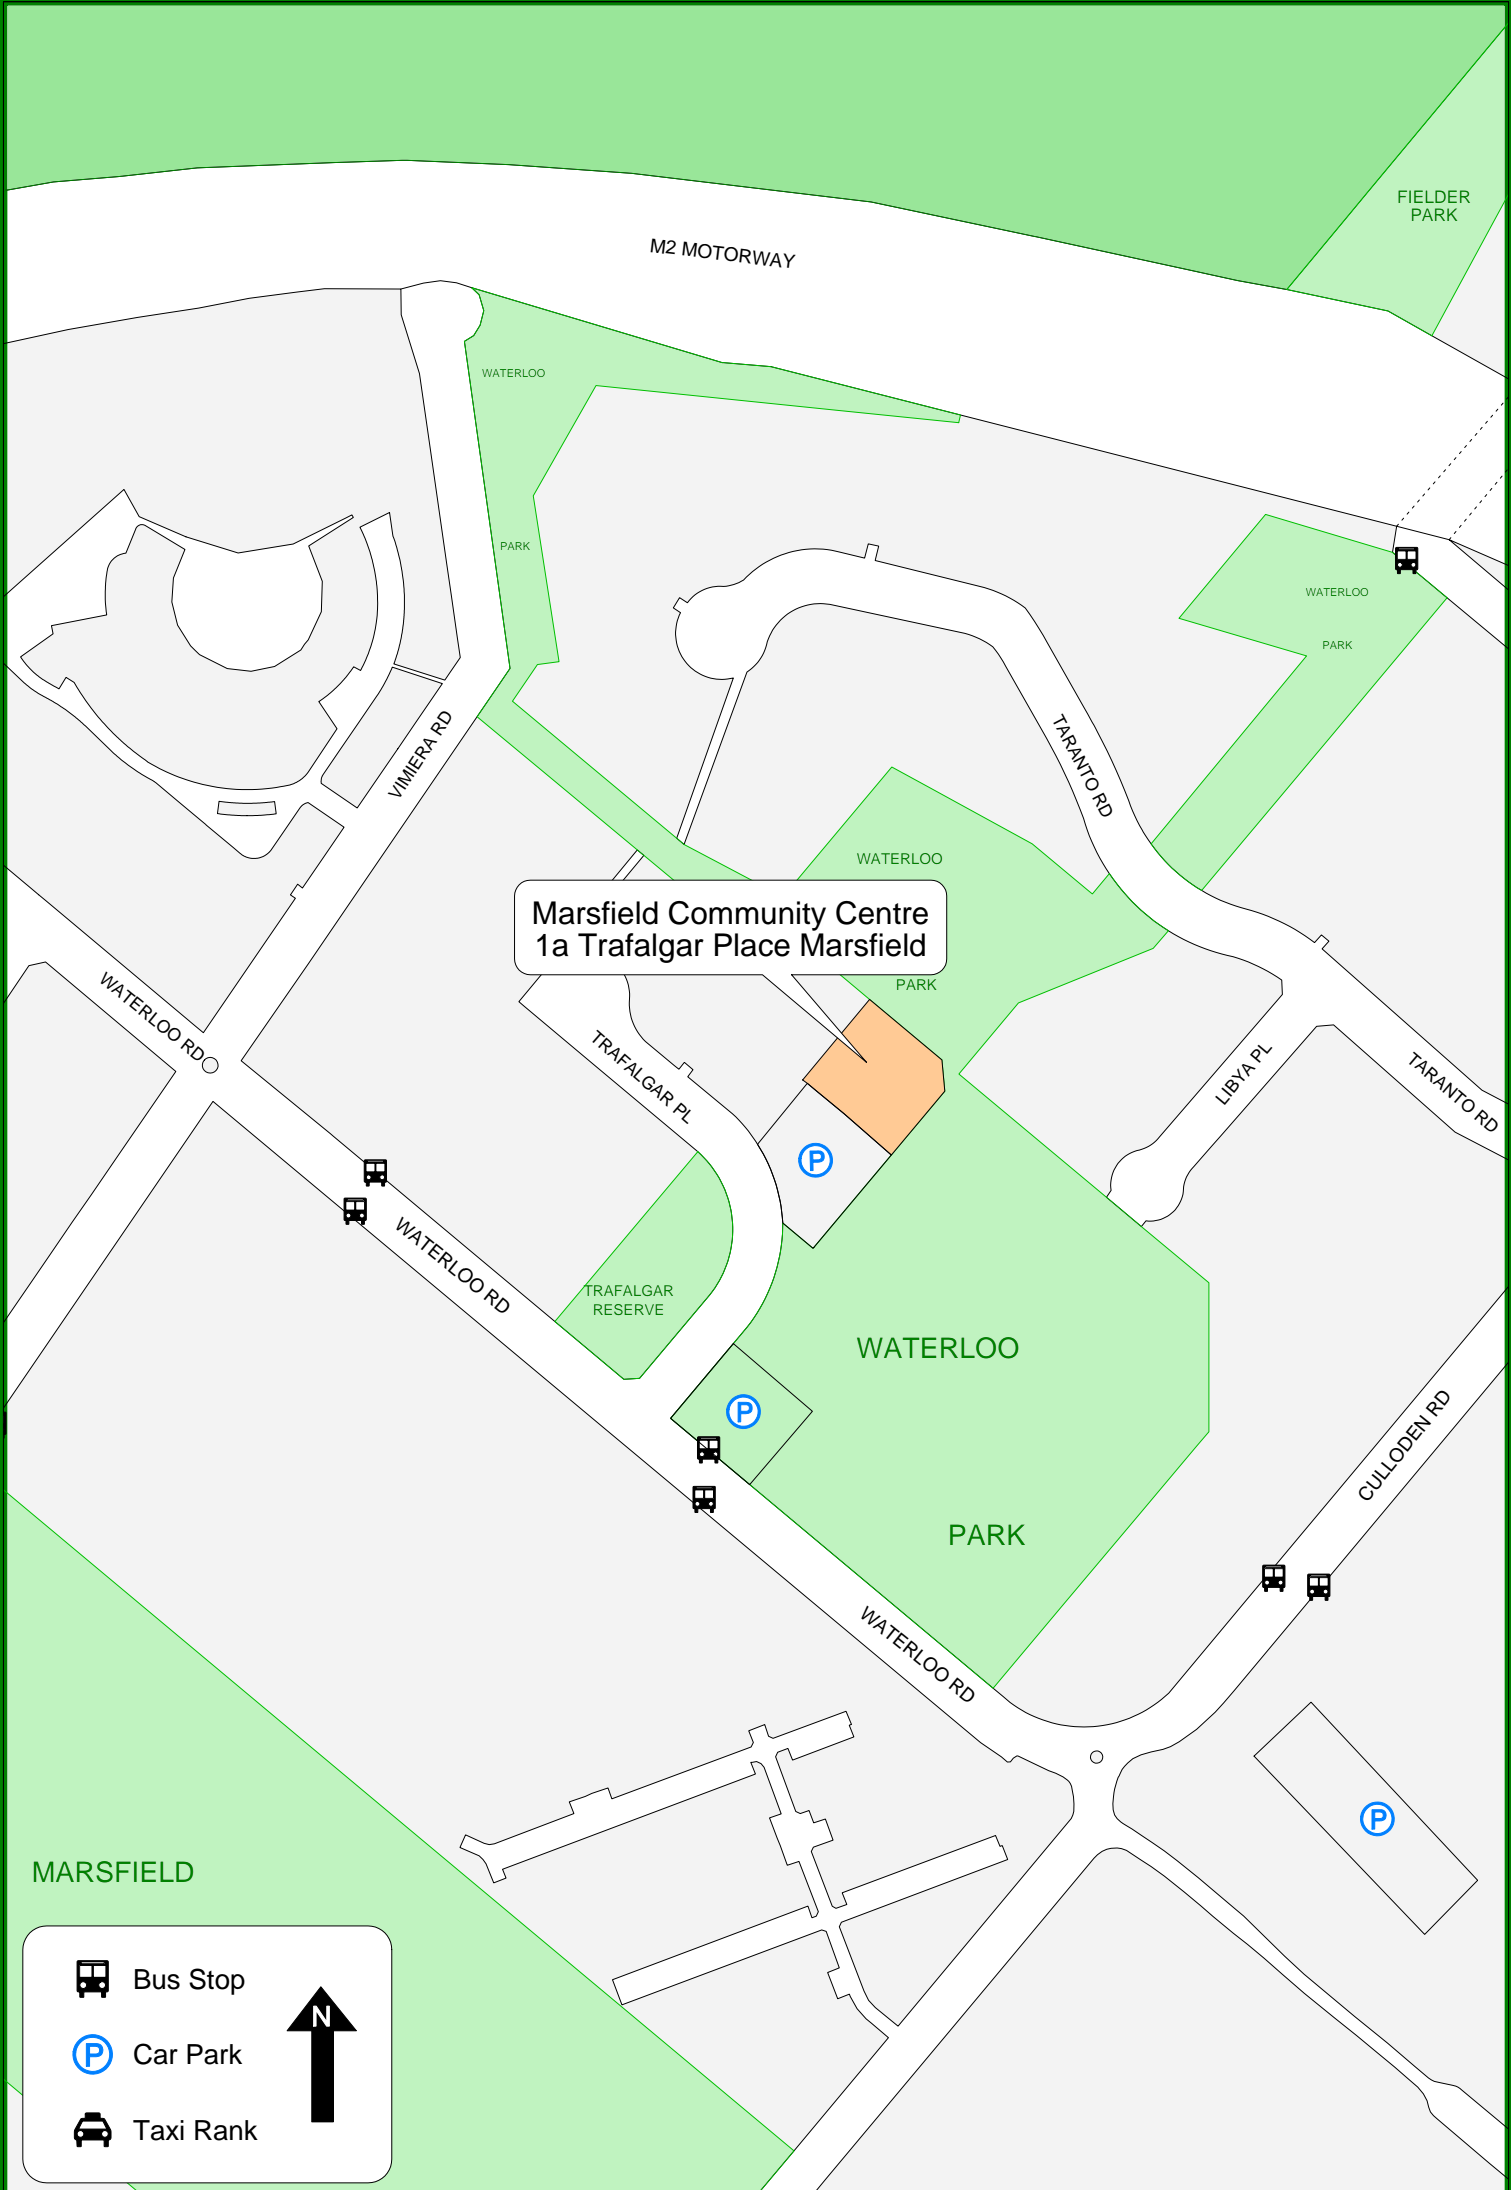 FIELDER
PARK
M2 MOTORWAY
WATERLOO
PARK
WATERLOO
PARK
VIMIERA RD
TARANTO RD
WATERLOO
Marsfield Community Centre
1a Trafalgar Place Marsfield
PARK
WATERLOO RD
TRAFALGAR PL
LIBYA PL
TARANTO RD
P
WATERLOO RD
TRAFALGAR
RESERVE
WATERLOO
P
CULLODEN RD
PARK
WATERLOO RD
P
MARSFIELD
Bus Stop
N
P Car Park
Taxi Rank